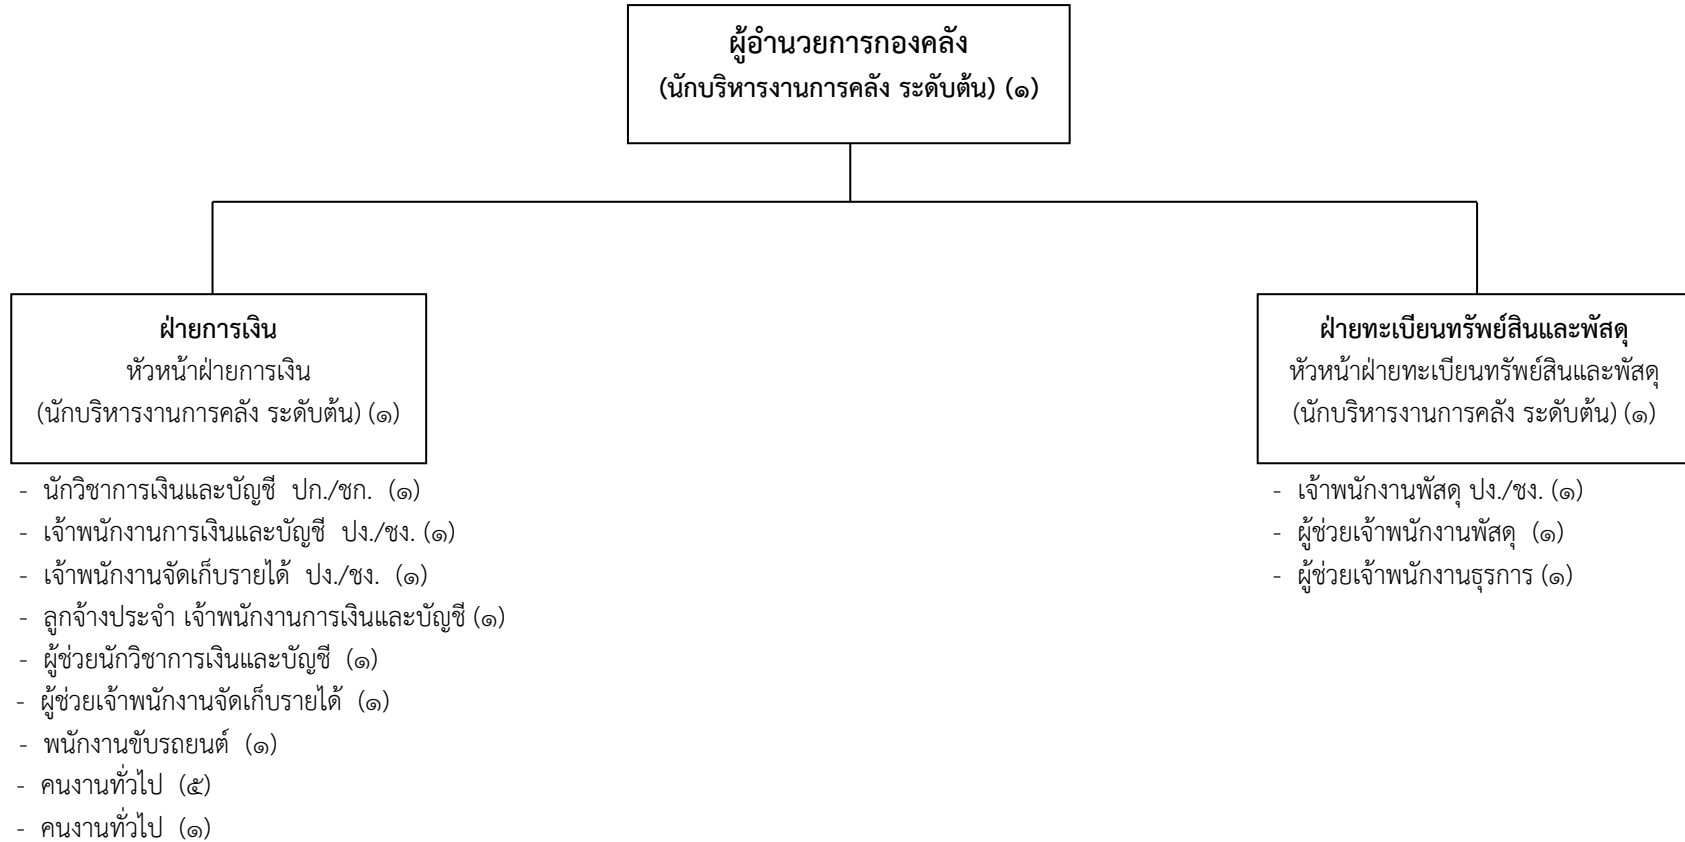 ผู้อำนวยการกองคลัง
(นักบริหารงานการคลัง ระดับต้น) (๑)
ฝ่ายการเงิน
หัวหน้าฝ่ายการเงิน
(นักบริหารงานการคลัง ระดับต้น) (๑)
- นักวิชาการเงินและบัญชี ปก./ชก. (๑)
- เจ้าพนักงานการเงินและบัญชี ปง./ชง. (๑)
- เจ้าพนักงานจัดเก็บรายได้ ปง./ชง. (๑)
- ลูกจ้างประจำ เจ้าพนักงานการเงินและบัญชี (๑)
- ผู้ช่วยนักวิชาการเงินและบัญชี (๑)
- ผู้ช่วยเจ้าพนักงานจัดเก็บรายได้ (๑)
- พนักงานขับรถยนต์ (๑)
- คนงานทั่วไป (๕)
- คนงานทั่วไป (๑)
ฝ่ายทะเบียนทรัพย์สินและพัสดุ
หัวหน้าฝ่ายทะเบียนทรัพย์สินและพัสดุ
(นักบริหารงานการคลัง ระดับต้น) (๑)
- เจ้าพนักงานพัสดุ ปง./ชง. (๑)
- ผู้ช่วยเจ้าพนักงานพัสดุ (๑)
- ผู้ช่วยเจ้าพนักงานธุรการ (๑)